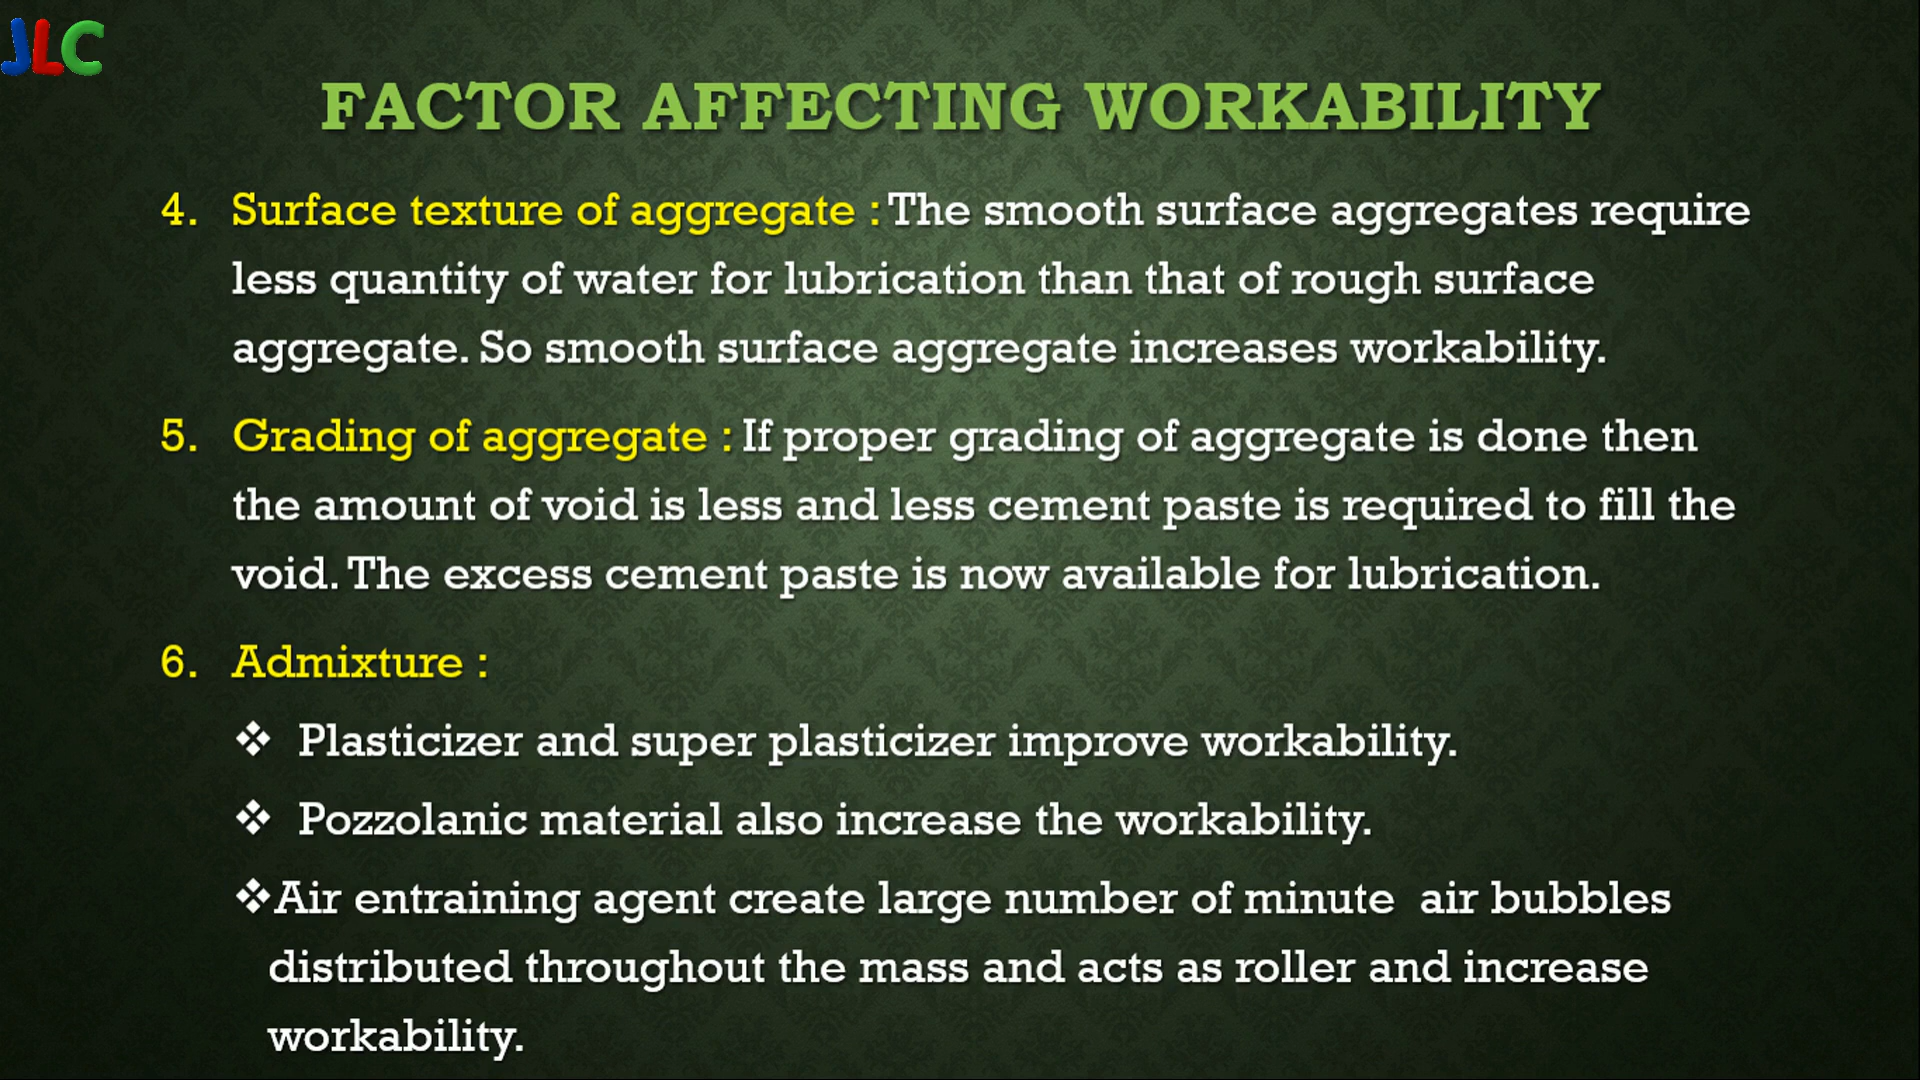 JLC
FACTOR AFFECTING WORKABILITY
4. Surface texture of aggregate : The smooth surface aggregates require
less quantity of water for lubrication than that of rough surface
aggregate. So smooth surface aggregate increases workability.
5. Grading of aggregate : If proper grading of aggregate is done then
the amount of void is less and less cement paste is required to fill the
void. The excess cement paste is now available for lubrication.
6. Admixture :
❖ Plasticizer and super plasticizer improve workability.
❖ Pozzolanic material also increase the workability.
❖Air entraining agent create large number of minute  air bubbles
distributed throughout the mass and acts as roller and increase
workability.